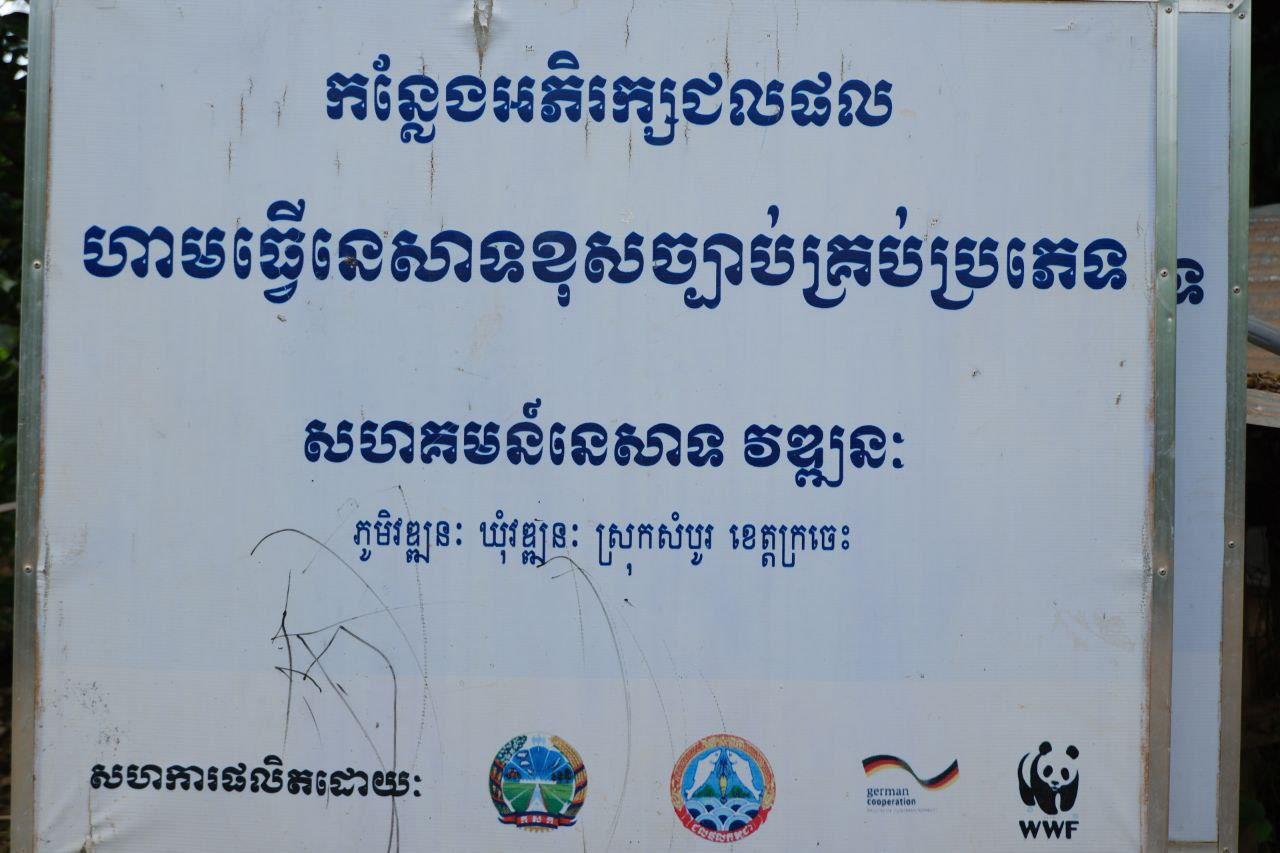 កន្លែងអភិរក្សជលផល
ហាមធ្វើនេសាទខុសច្បាប់គ្រប់ប្រភេទ
ទ
សហគមន៍នេសាទ វឌ្ឍនៈ
ភូមិវឌ្ឍនៈ ឃុំវឌ្ឍនៈ ស្រុកសំបូរ ខេត្តក្រចេះ
សហការផលិតដោយៈ
ក ស ក
german
cooperation
WWF